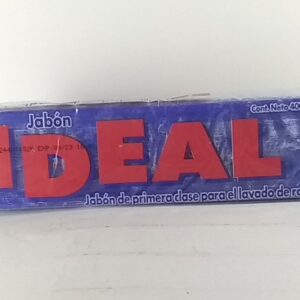 Jabón
Cont. Neto 40
IDEAL
Jabón de primera clase para el lavado de ro